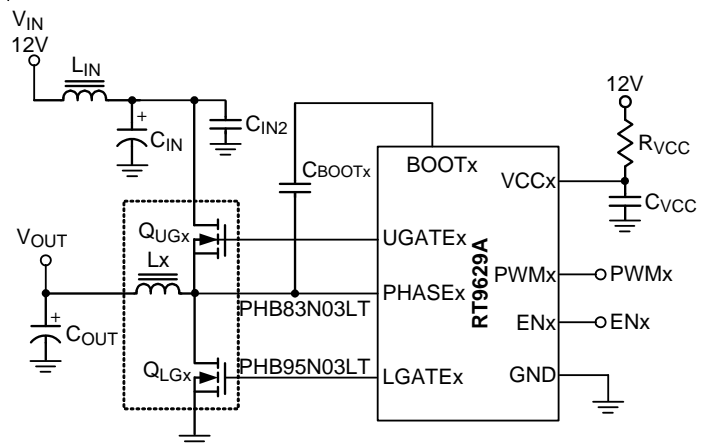 VIN
12V
LIN
CIN
CIN2
CBOOTx
BOOTx
12V
RVCC
VCCx
CVCC
VOUT
Lx
COUT
QUGx
UGATEx
PHASEx
PHB83N03LT
RT9629A
PWMx
PWMx
ENx
ENx
QLGx
PHB95N03LT
LGATEx
GND